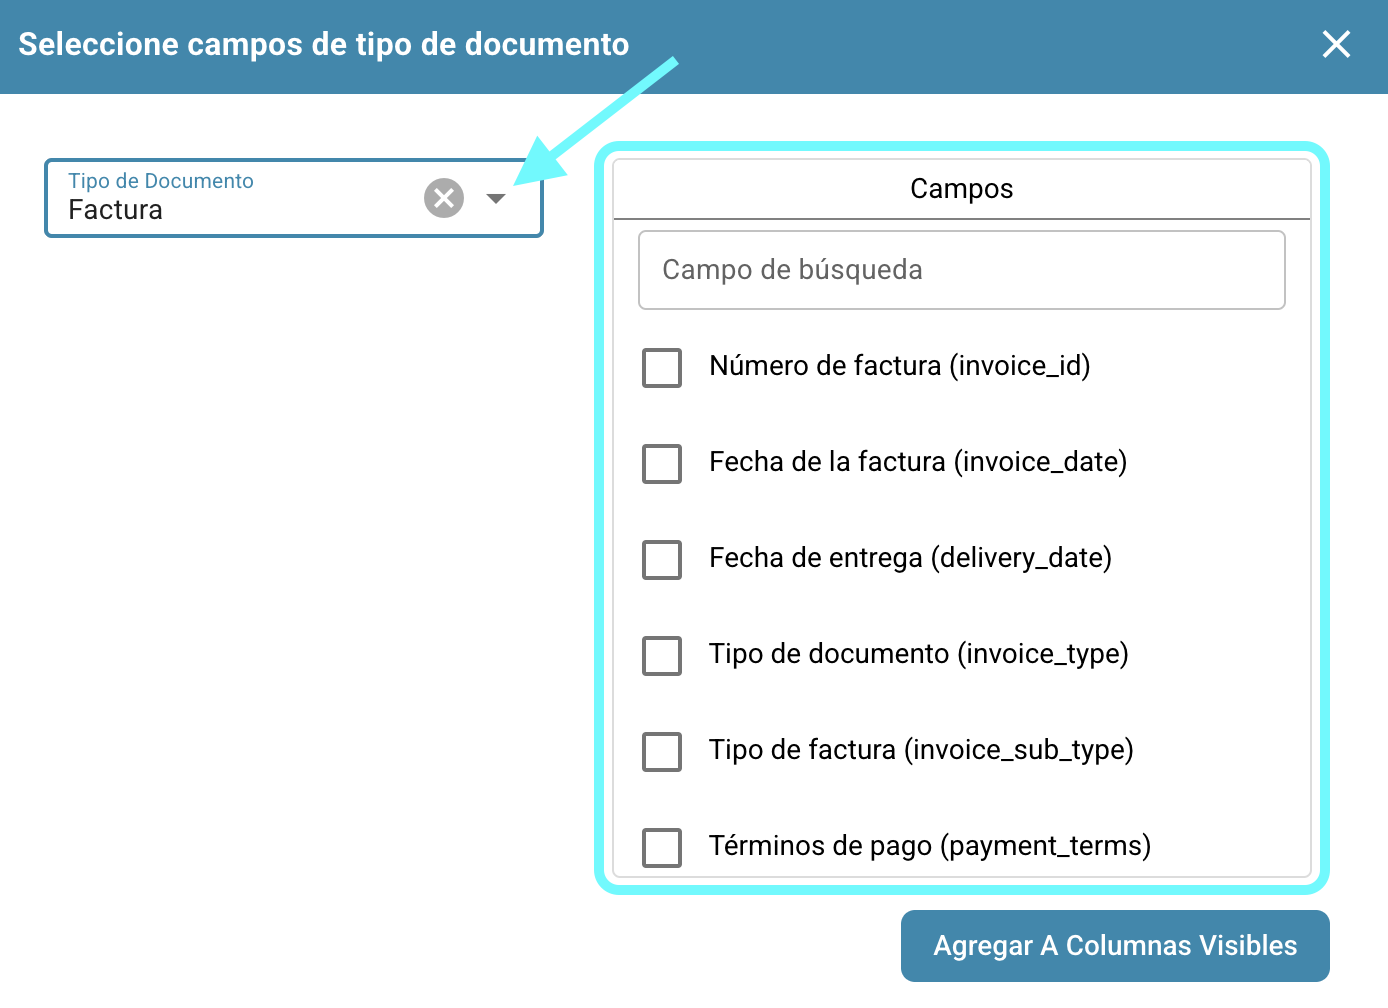 Seleccione campos de tipo de documento
Tipo de Documento
Factura
Campos
Campo de búsqueda
Número de factura (invoice_id)
Fecha de la factura (invoice_date)
Fecha de entrega (delivery_date)
Tipo de documento (invoice_type)
Tipo de factura (invoice_sub_type)
Términos de pago (payment_terms)
Agregar A Columnas Visibles